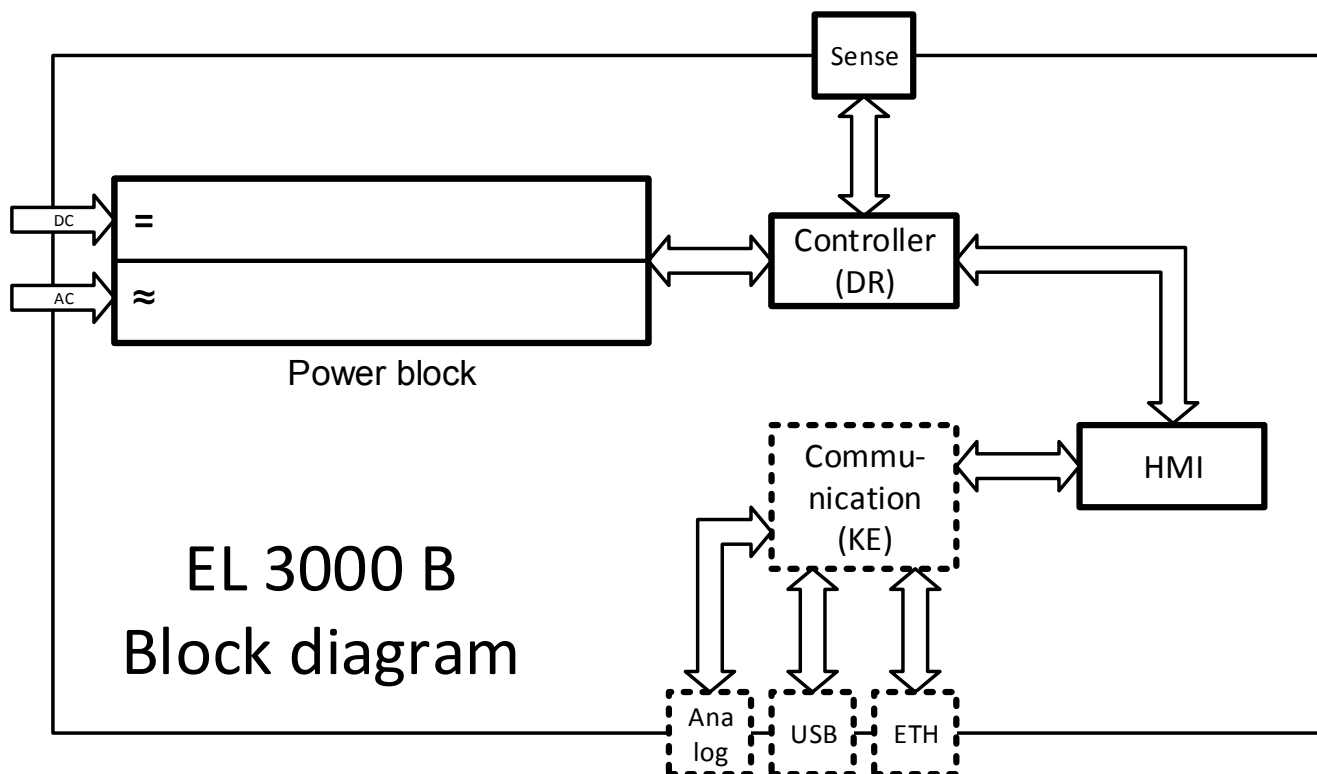 Sense
DC
=
Controller
(DR)
AC
≈
Power block
Commu-
nication
(KE)
HMI
EL 3000 B
Block diagram
Ana
log
USB
ETH